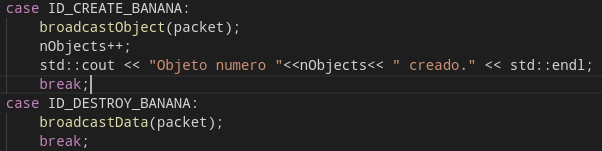 case ID_CREATE_BANANA:
    broadcastObject(packet);
    nObjects++;
    std::cout << "Objeto numero "<<nObjects<< " creado." << std::endl;
    break;
case ID_DESTROY_BANANA:
    broadcastData(packet);
    break;